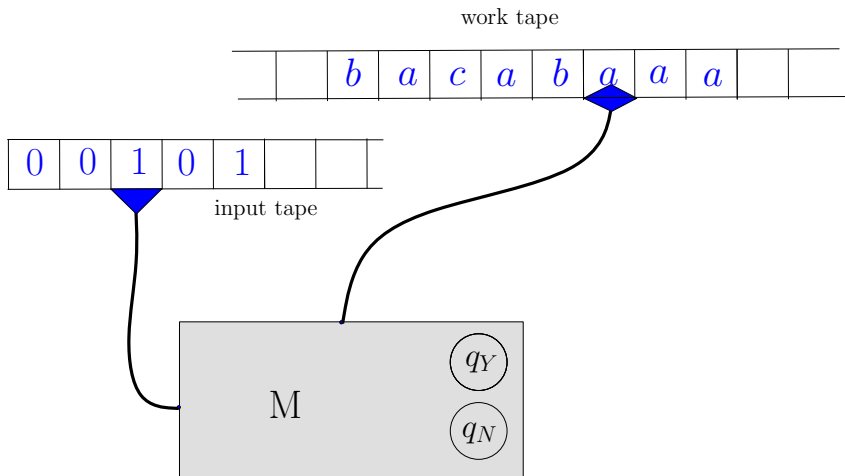 work tape
b a c a b a a a
0 0 1 0 1
input tape
q_Y
M
q_N